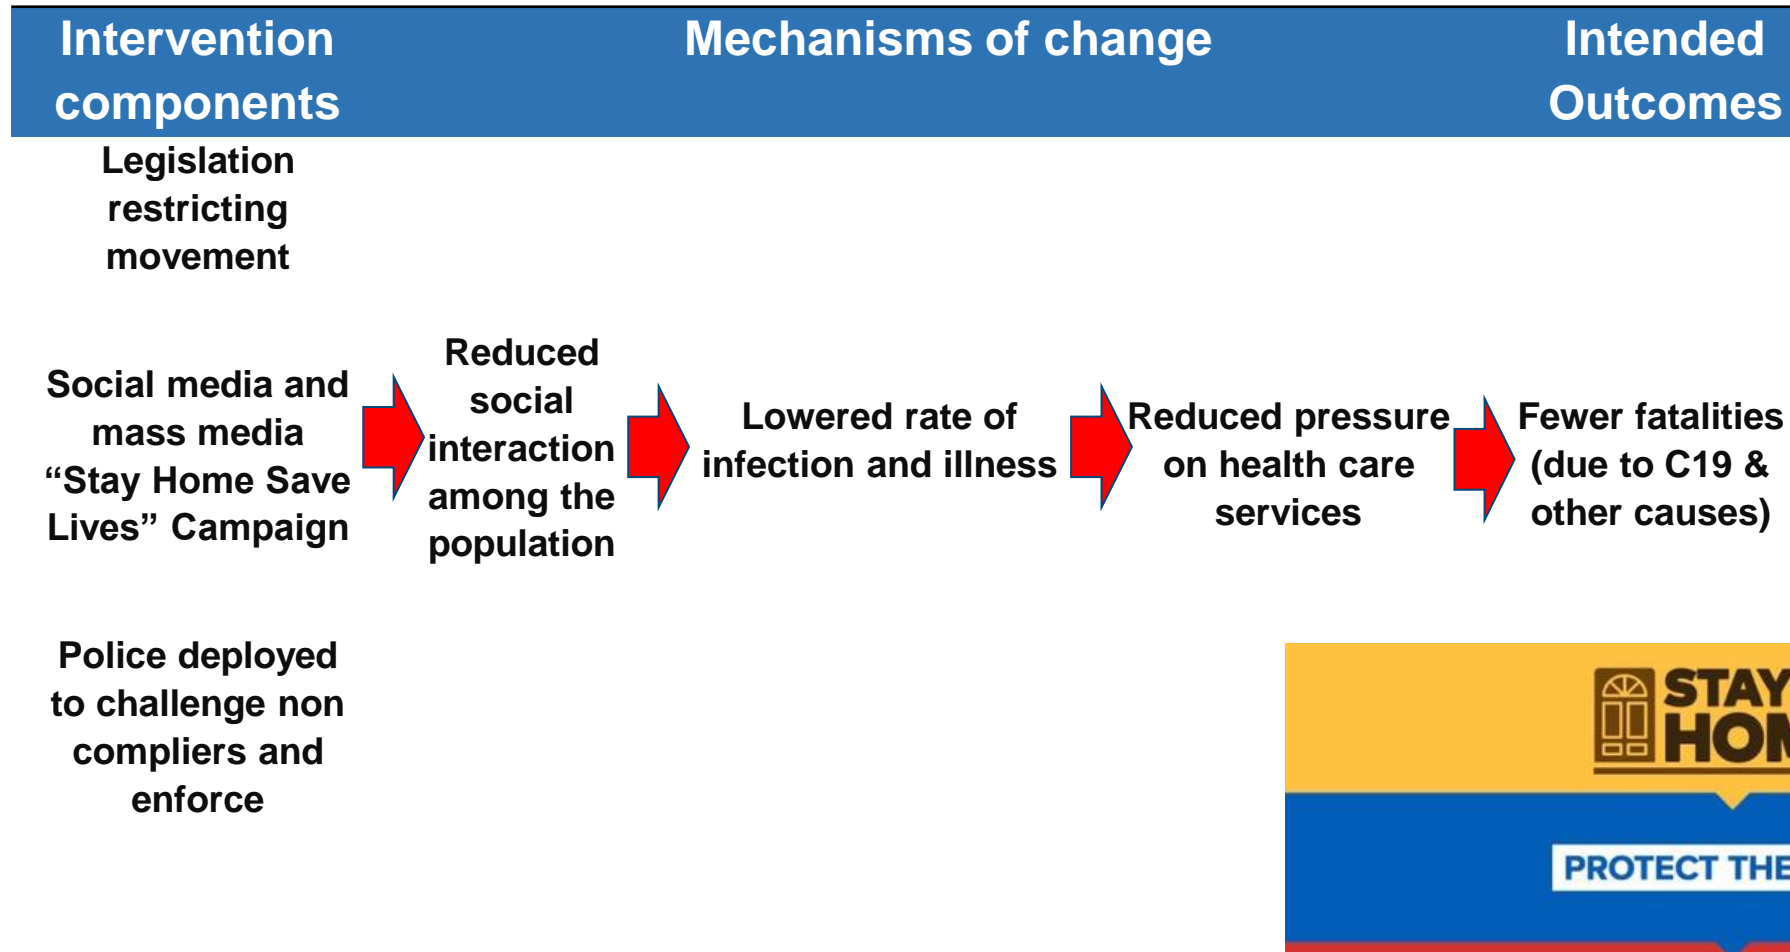 Intervention
components
Mechanisms of change
Intended
Outcomes
Legislation
restricting
movement
Social media and
mass media
“Stay Home Save
Lives” Campaign
Police deployed
to challenge non
compliers and
enforce
Reduced
social
interaction
among the
population
Lowered rate of
infection and illness
Reduced pressure
on health care
services
Fewer fatalities
(due to C19 &
other causes)
STAY
PROTECT THE